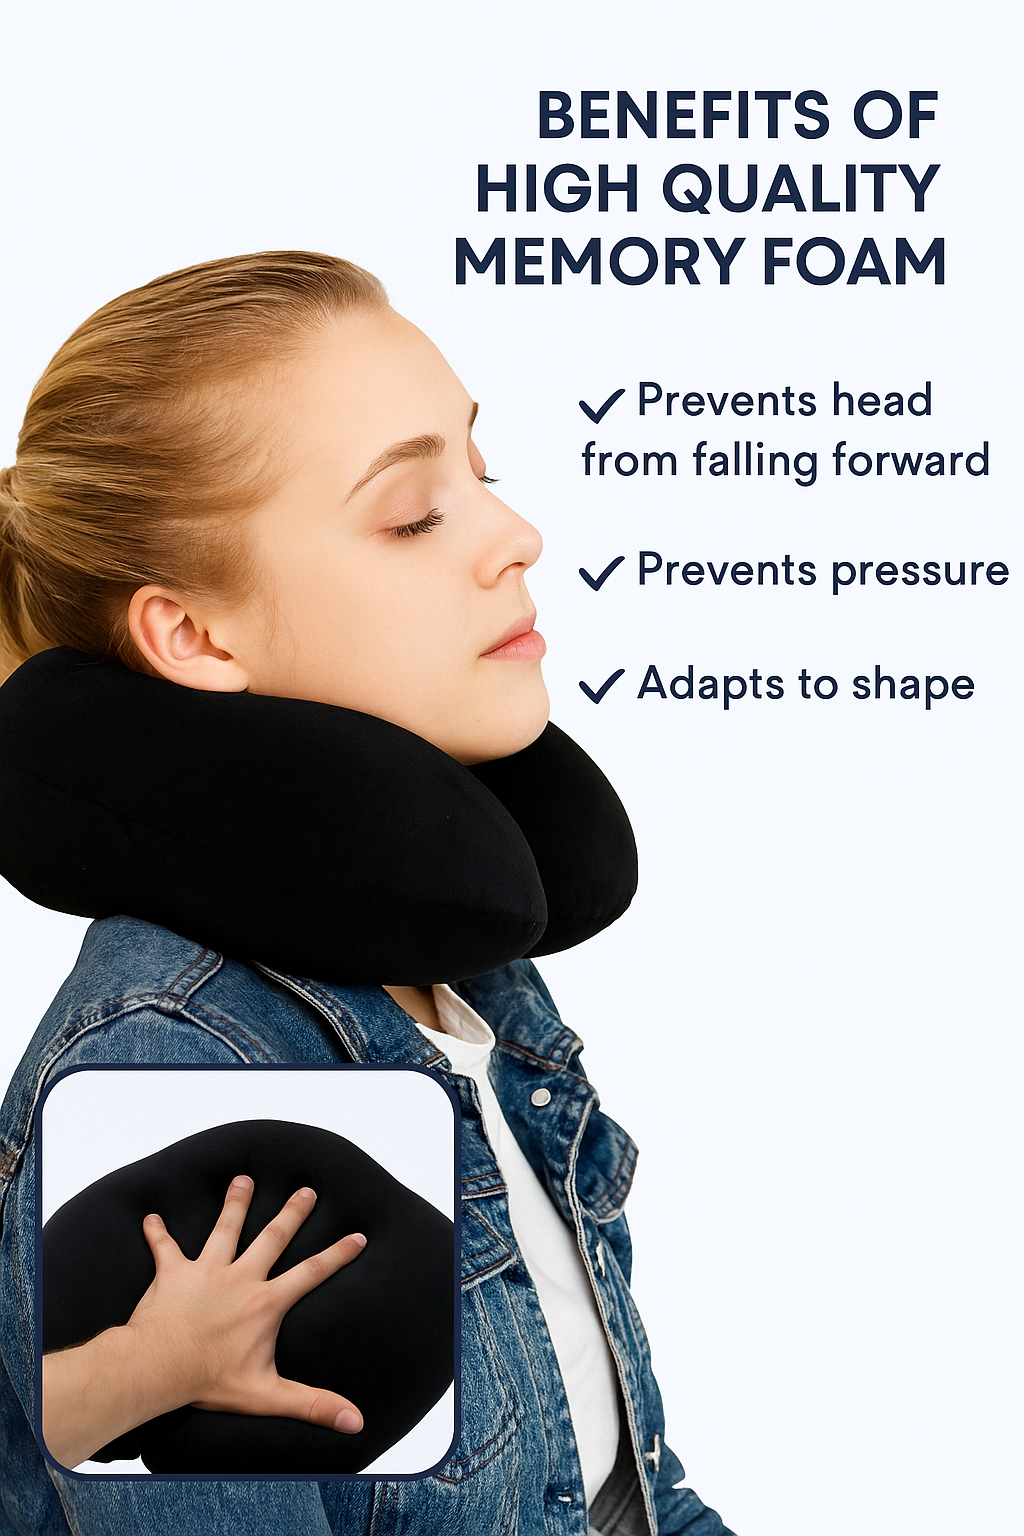 BENEFITS OF
HIGH QUALITY
MEMORY FOAM
✓ Prevents head
from falling forward
✓ Prevents pressure
✓ Adapts to shape